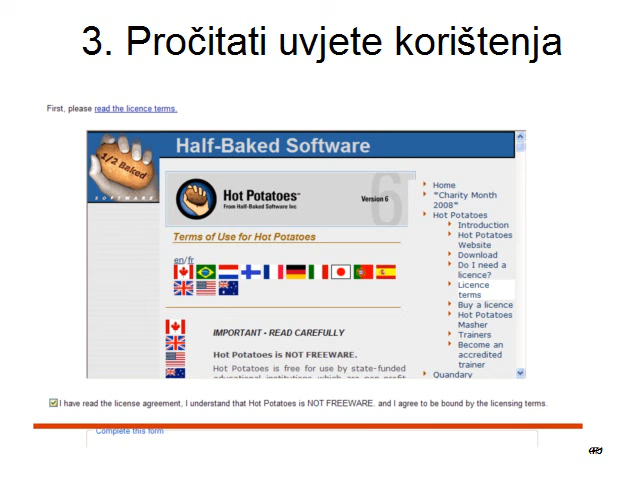 3. Pročitati uvjete korištenja
First, please read the licence terms.
1/2 Baked
SOFTWARE
Half-Baked Software
Hot Potatoes™
From Half-Baked Software Inc
Version 6
6
Terms of Use for Hot Potatoes
en/fr
IMPORTANT - READ CAREFULLY
Hot Potatoes is NOT FREEWARE.
Hot Potatoes is free for use by state-funded
educational institutions which are non-profit
Home
"Charity Month
2008"
Hot Potatoes
Introduction
Hot Potatoes
Website
Download
Do I need a
licence?
Licence
terms
Buy a licence
Hot Potatoes
Masher
Trainers
Become an
accredited
trainer
Quandary
I have read the license agreement, I understand that Hot Potatoes is NOT FREEWARE. and I agree to be bound by the licensing terms.
Complete this form